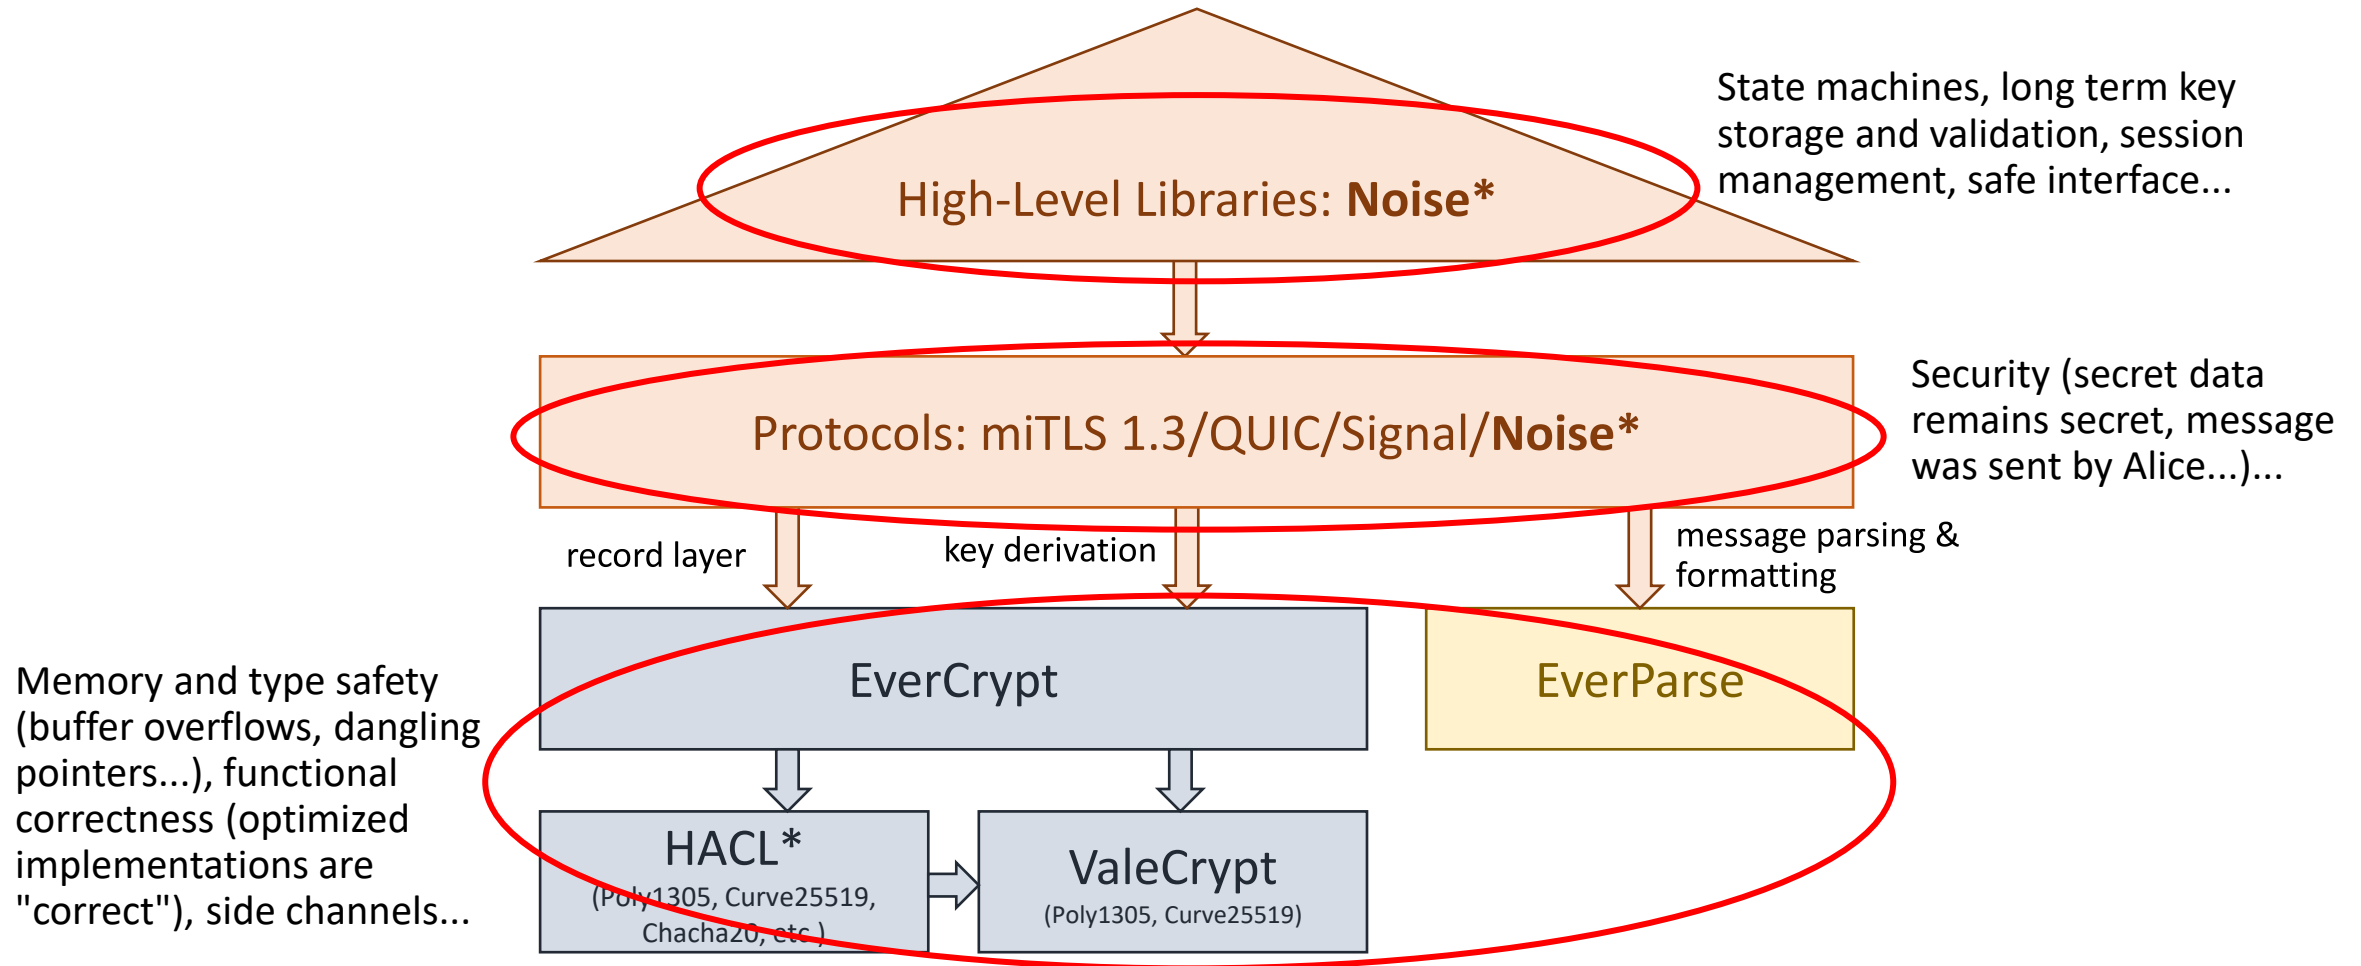 State machines, long term key
storage and validation, session
management, safe interface...
High-Level Libraries: Noise*
Protocols: miTLS 1.3/QUIC/Signal/Noise*
Security (secret data
remains secret, message
was sent by Alice...)...
record layer
key derivation
message parsing &
formatting
EverCrypt
EverParse
Memory and type safety
(buffer overflows, dangling
pointers...), functional
correctness (optimized
implementations are
"correct"), side channels...
HACL*
(Poly1305, Curve25519,
Chacha20, etc.)
ValeCrypt
(Poly1305, Curve25519)